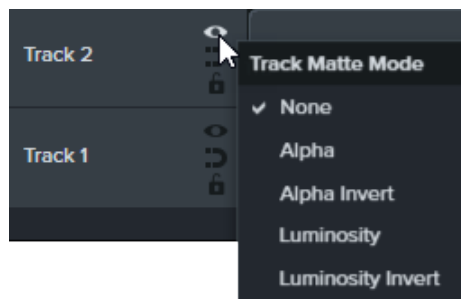 Track 2
Track Matte Mode
None
Alpha
Track 1
Alpha Invert
Luminosity
Luminosity Invert